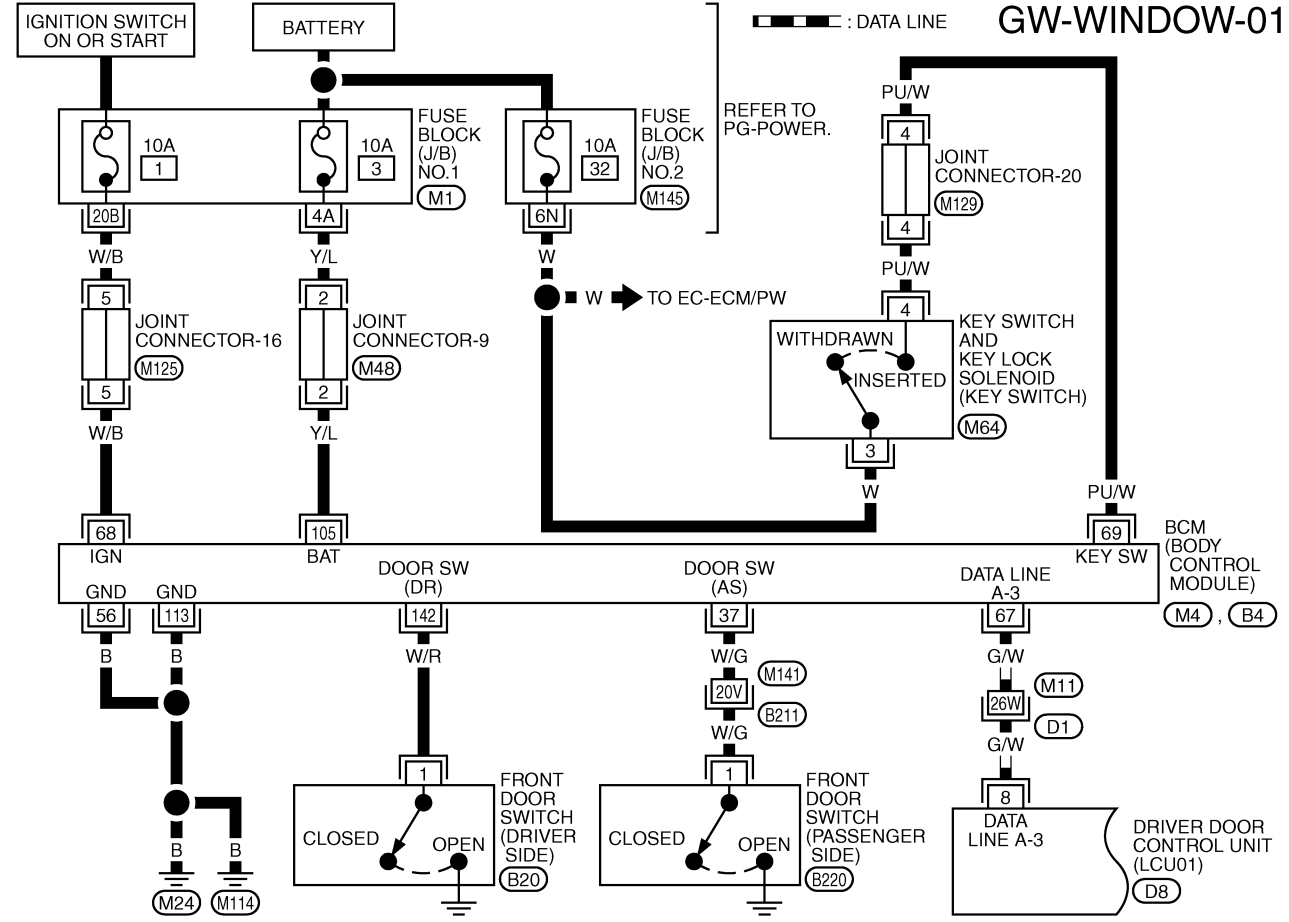 IGNITION SWITCH
ON OR START
BATTERY
: DATA LINE
GW-WINDOW-01
REFER TO
PG-POWER.
10A
1
10A
3
FUSE
BLOCK
(J/B)
NO.1
M1
10A
32
FUSE
BLOCK
(J/B)
NO.2
M145
20B
4A
6N
W/B
Y/L
W
W
TO EC-ECM/PW
5
JOINT
CONNECTOR-16
M125
5
W/B
2
JOINT
CONNECTOR-9
M48
2
Y/L
PU/W
4
JOINT
CONNECTOR-20
M129
4
PU/W
4
WITHDRAWN
INSERTED
KEY SWITCH
AND
KEY LOCK
SOLENOID
(KEY SWITCH)
M64
3
W
PU/W
68
IGN
105
BAT
69
KEY SW
BCM
(BODY
CONTROL
MODULE)
M4 , B4
GND
GND
DOOR SW
(DR)
DOOR SW
(AS)
DATA LINE
A-3
56
113
142
37
67
B
B
W/R
W/G
G/W
20V
M141
B211
W/G
26W
M11
D1
G/W
B
B
M24
M114
1
CLOSED
OPEN
FRONT
DOOR
SWITCH
(DRIVER
SIDE)
B20
1
CLOSED
OPEN
FRONT
DOOR
SWITCH
(PASSENGER
SIDE)
B220
8
DATA
LINE A-3
DRIVER DOOR
CONTROL UNIT
(LCU01)
D8